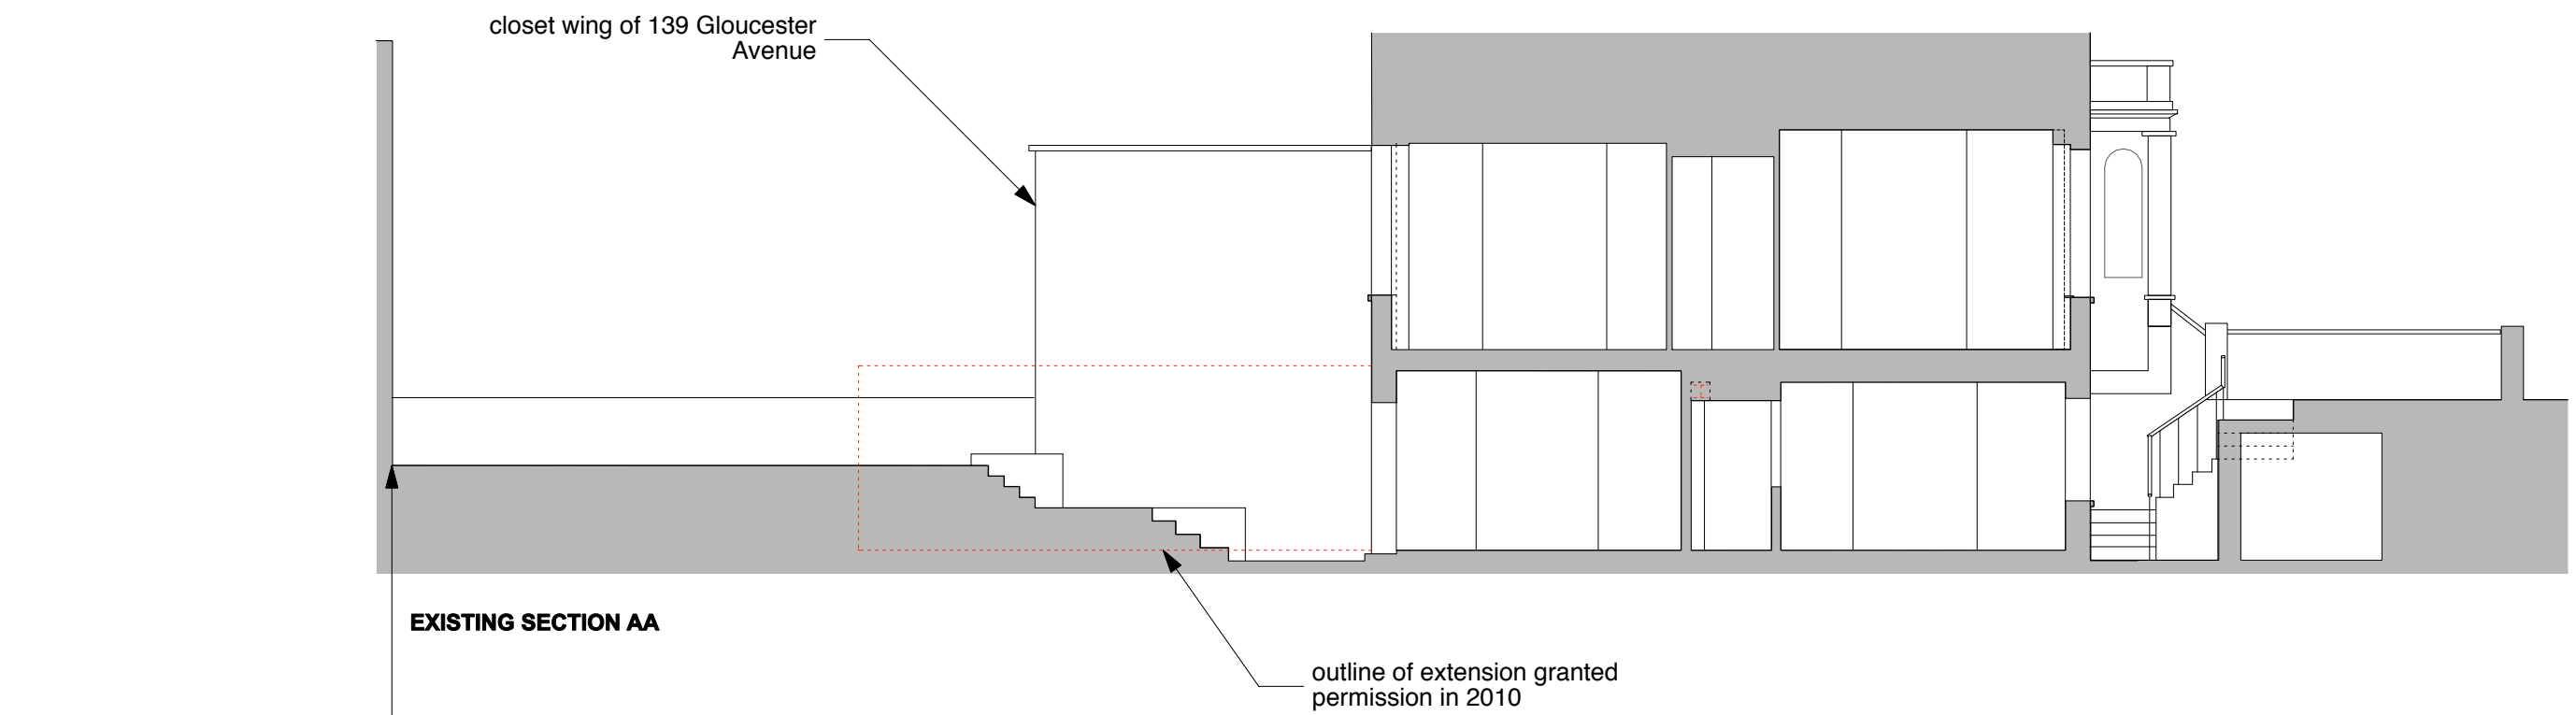 closet wing of 139 Gloucester
Avenue
EXISTING SECTION AA
outline of extension granted
permission in 2010